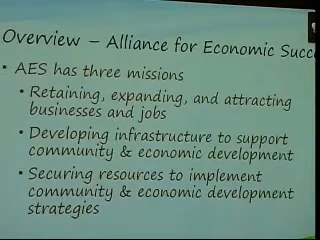 Overview – Alliance for Economic Succ
• AES has three missions
• Retaining, expanding, and attracting
businesses and jobs
• Developing infrastructure to support
community & economic development
• Securing resources to implement
community & economic development
strategies